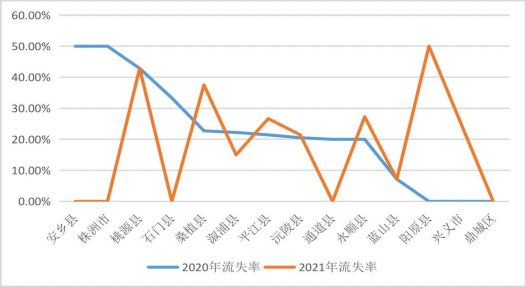 60.00%
50.00%
40.00%
30.00%
20.00%
10.00%
0.00%
安乡县
株洲市
桃源县
石门县
桑植县
溆浦县
平江县
沅陵县
通道县
永顺县
蓝山县
阳原县
兴义市
鼎城区
2020年流失率 2021年流失率